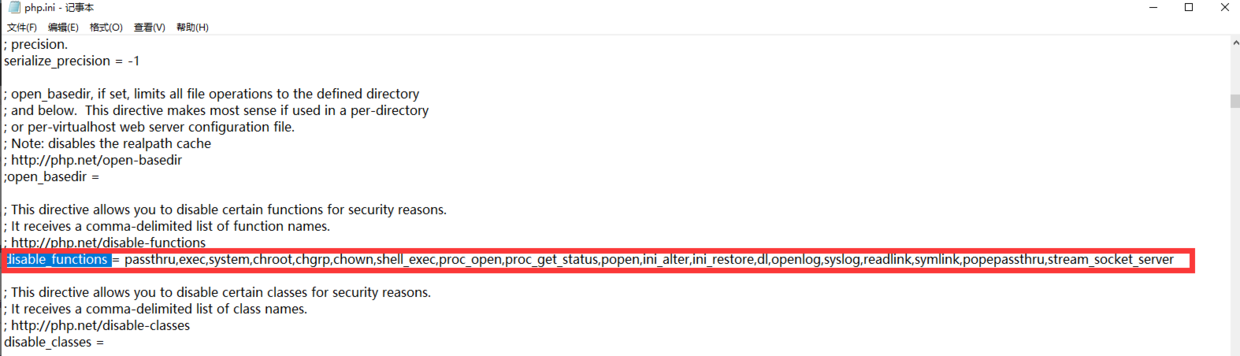 php.ini - 记事本
文件(F) 编辑(E) 格式(O) 查看(V) 帮助(H)
; precision.
serialize_precision = -1
; open_basedir, if set, limits all file operations to the defined directory
; and below.  This directive makes most sense if used in a per-directory
; or per-virtualhost web server configuration file.
; Note: disables the realpath cache
; http://php.net/open-basedir
;open_basedir =
; This directive allows you to disable certain functions for security reasons.
; It receives a comma-delimited list of function names.
; http://php.net/disable-functions
disable_functions = passthru,exec,system,chroot,chgrp,chown,shell_exec,proc_open,proc_get_status,popen,ini_alter,ini_restore,dl,openlog,syslog,readlink,symlink,popepassthru,stream_socket_server
; This directive allows you to disable certain classes for security reasons.
; It receives a comma-delimited list of class names.
; http://php.net/disable-classes
disable_classes =